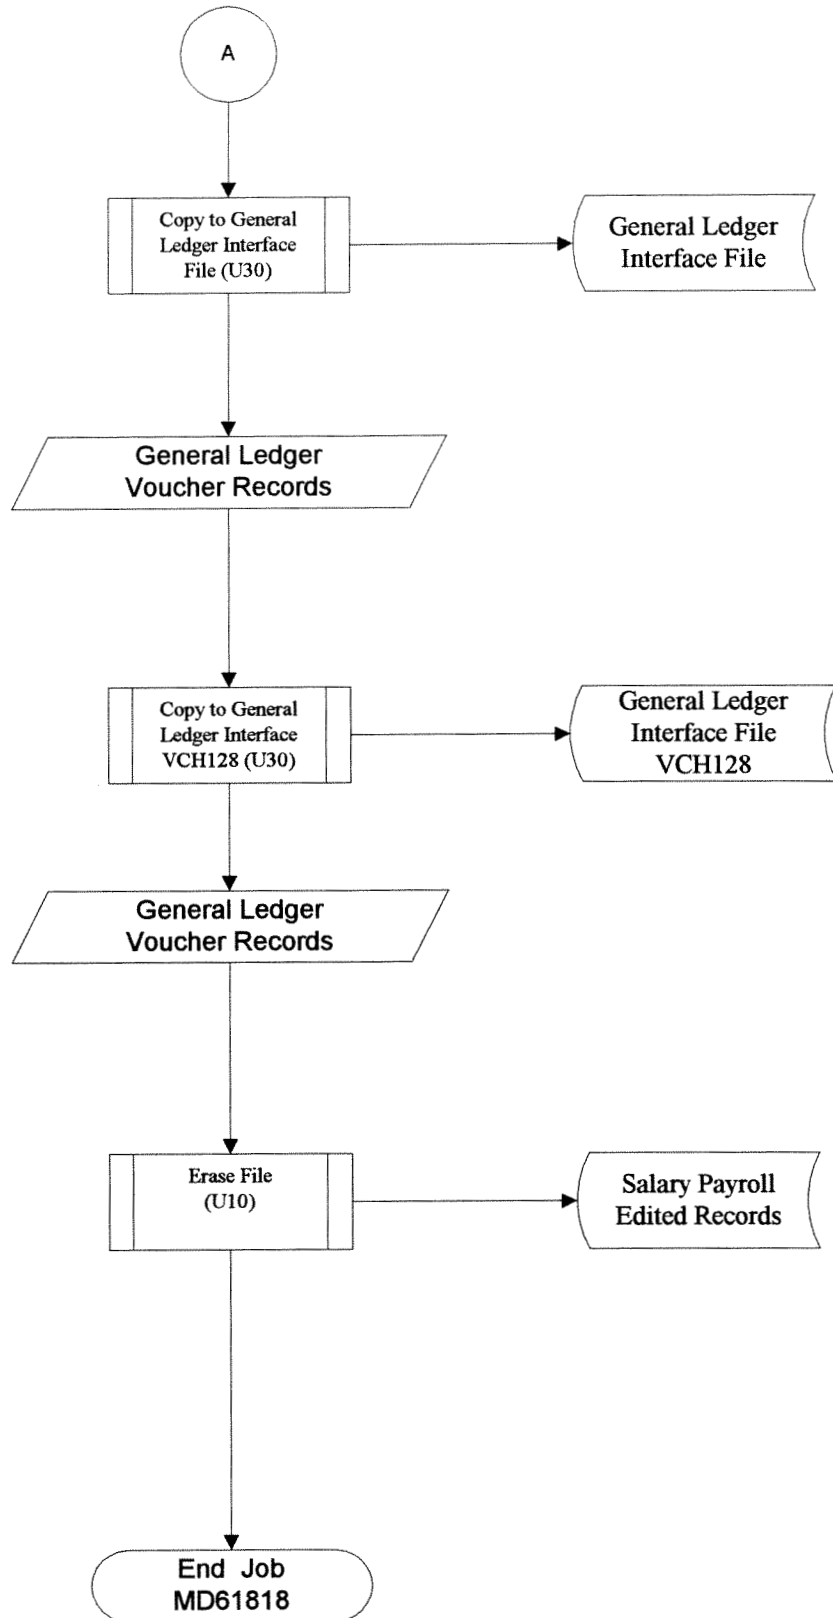 A
Copy to General
Ledger Interface
File (U30)
General Ledger
Interface File
General Ledger
Voucher Records
Copy to General
Ledger Interface
VCH128 (U30)
General Ledger
Interface File
VCH128
General Ledger
Voucher Records
Erase File
(U10)
Salary Payroll
Edited Records
End Job
MD61818